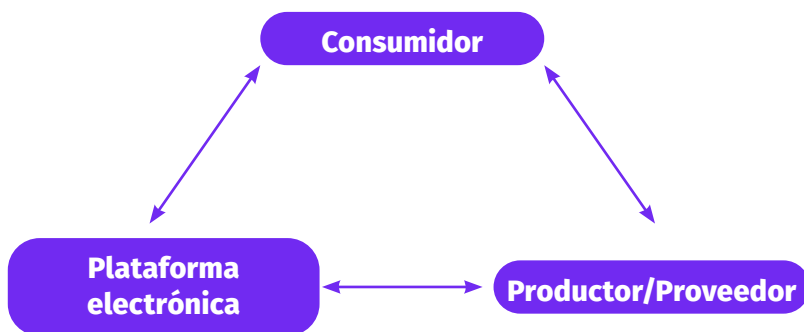 Consumidor
Plataforma
electrónica
Productor/Proveedor